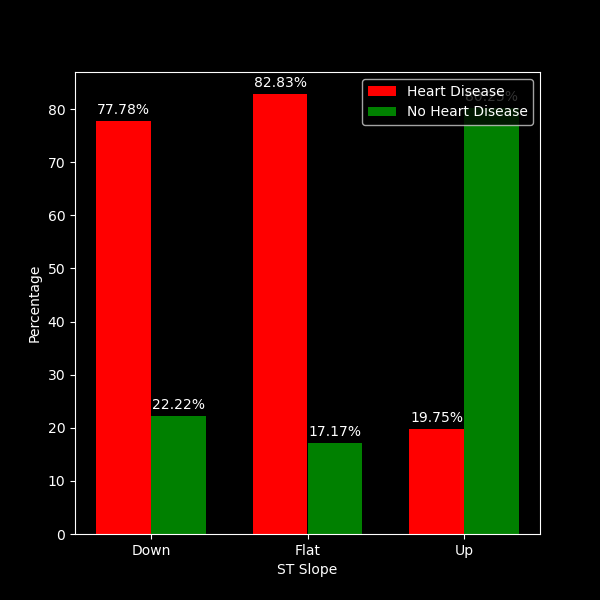 82.83%
77.78%
22.22%
17.17%
19.75%
Heart Disease
No Heart Disease
80
70
60
50
40
30
20
10
0
Percentage
Down
Flat
Up
ST Slope